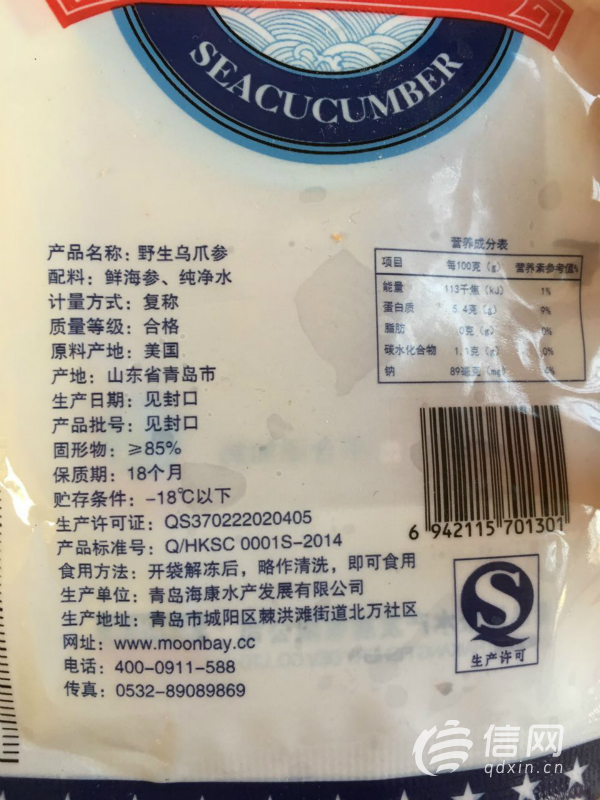 SEACUCUMBER
产品名称：野生乌爪参
配料：鲜海参、纯净水
计量方式：复称
质量等级：合格
原料产地：美国
产地：山东省青岛市
生产日期：见封口
产品批号：见封口
固形物：≥85%
保质期：18个月
贮存条件：-18℃以下
生产许可证：QS370222020405
产品标准号：Q/HKSC 0001S-2014
食用方法：开袋解冻后，略作清洗，即可食用
生产单位：青岛海康水产发展有限公司
生产地址：青岛市城阳区棘洪滩街道北万社区
网址：www.moonbay.cc
电话：400-0911-588
传真：0532-89089869
营养成分表
项目 每100克（g） 营养素参考值%
能量 113千焦（kJ） 1%
蛋白质 5.4克（g） 9%
脂肪 0克（g） 0%
碳水化合物 1.1克（g） 0%
钠 89毫克（mg）
6 942115 701301
生产许可
信网
qdxin.cn